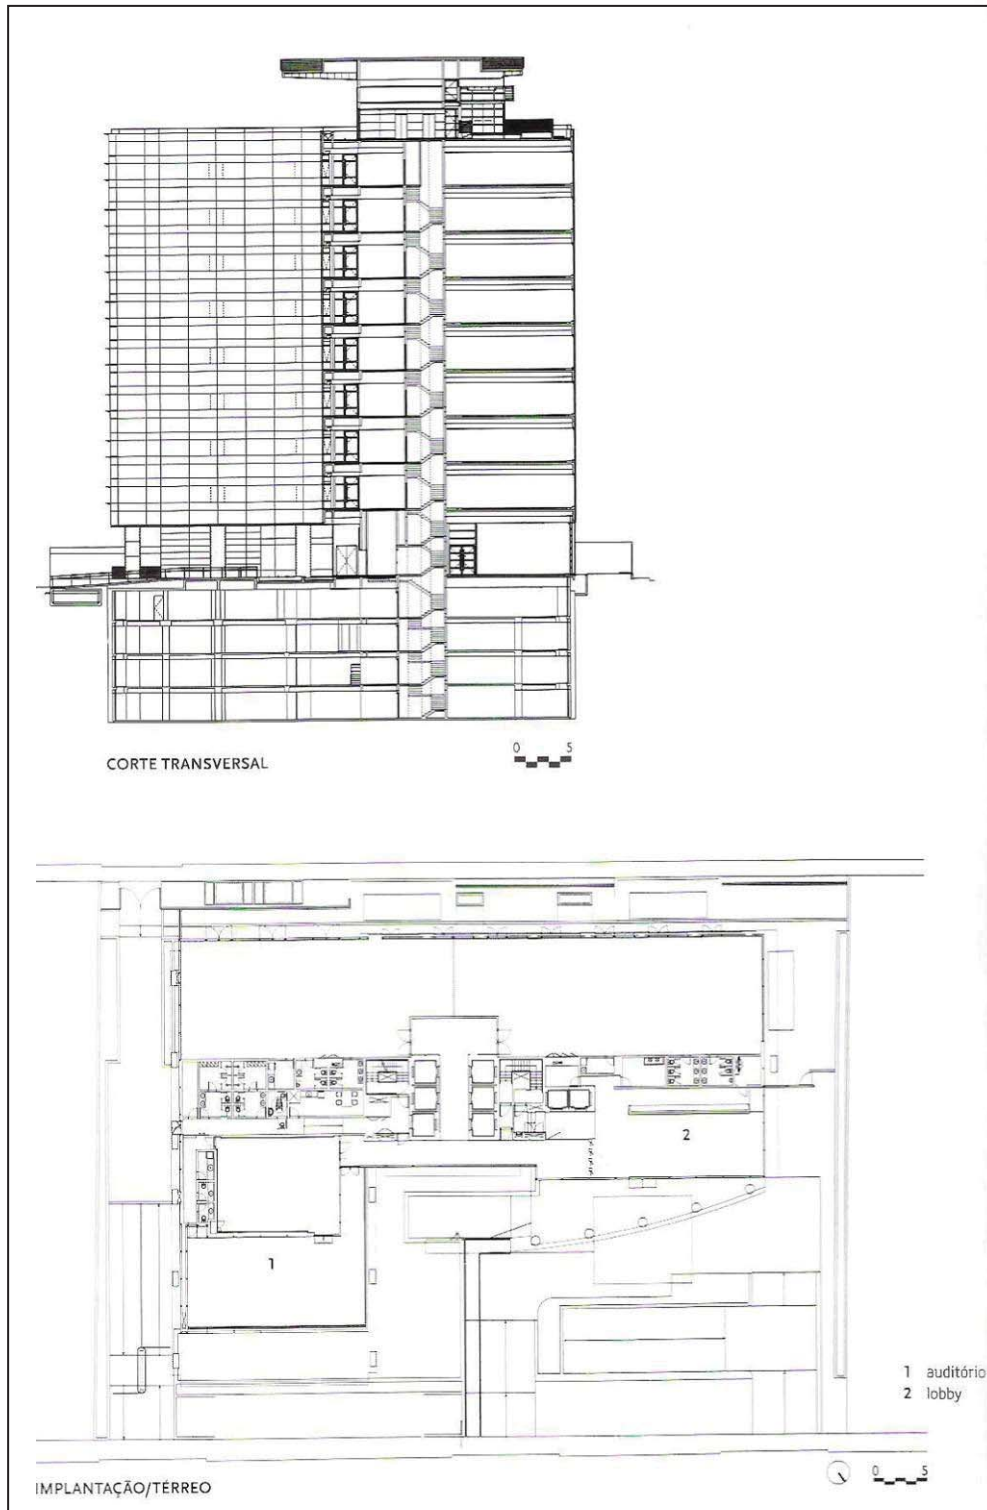 0 5
CORTE TRANSVERSAL
2
1
1 auditório
2 lobby
0 5
IMPLANTAÇÃO/TÉRREO